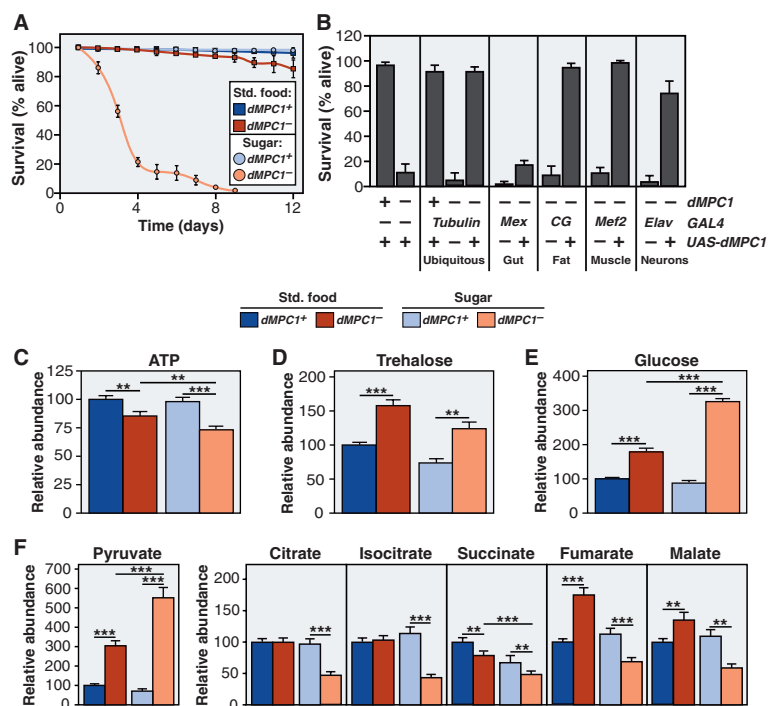 A
Survival (% alive)
100
80
60
40
20
0
0
4
8
12
Time (days)
Std. food:
dMPC1+
dMPC1–
Sugar:
dMPC1+
dMPC1–
B
Survival (% alive)
120
100
80
60
40
20
0
+ – – – – – dMPC1
Tubulin Mex CG Mef2 Elav GAL4
+ + + – + – + – + – + – + UAS-dMPC1
Ubiquitous Gut Fat Muscle Neurons
Std. food Sugar
dMPC1+ dMPC1– dMPC1+ dMPC1–
C
ATP
Relative abundance
125
100
75
50
25
0
** ** ***
D
Trehalose
Relative abundance
200
150
100
50
0
*** **
E
Glucose
Relative abundance
400
300
200
100
0
*** *** ***
F
Pyruvate
Relative abundance
700
600
500
400
300
200
100
0
*** *** ***
Citrate Isocitrate Succinate Fumarate Malate
Relative abundance
200
150
100
50
0
*** *** ** *** ** *** *** ** **